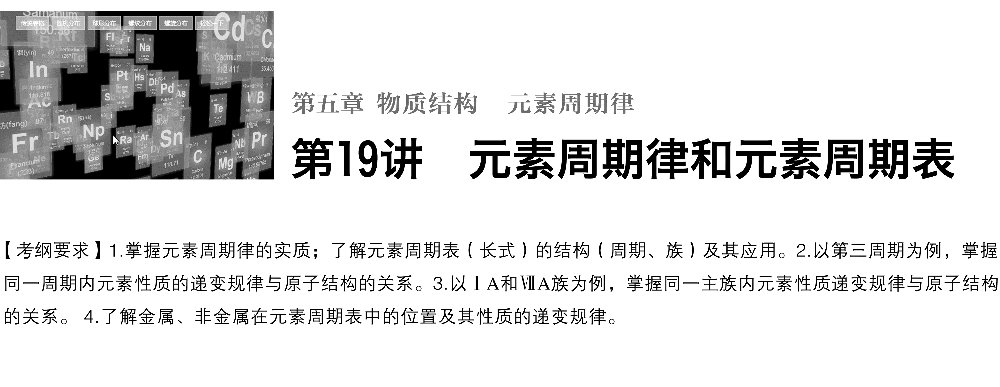 传统表格 随机分布 球形分布 螺纹分布 螺旋分布 轻松一下
Samarium
150.36
Rf
Rutherfordium
(267)
Tc
铟(yin) 49
In
Indium
114.818
Ac
Actinium
Fl
Sr
Er
Na
Cd
Cadmium
112.411
Cs
Caesium
132.9054
Chlorine
35.453
K
Pt 78
Hs
Db
Pd
As
Sb
Te
W
B 5
钫(fāng) 87
Fr
Francium
(223)
Rn
Tb
镎(ná) 93
Np
Neptunium
(237)
Ge
Li
Ra
Ar
Fm
Dy
Ga
50
Sn
Tin
118.71
(tàn) 6
C
Carbon
12.0107
Mg
Nb
镨(pǔ) 59
Pr
Praseodymium
140.90765
第五章 物质结构 元素周期律
第19讲 元素周期律和元素周期表
【考纲要求】1.掌握元素周期律的实质；了解元素周期表（长式）的结构（周期、族）及其应用。2.以第三周期为例，掌握
同一周期内元素性质的递变规律与原子结构的关系。3.以ⅠA和ⅦA族为例，掌握同一主族内元素性质递变规律与原子结构
的关系。 4.了解金属、非金属在元素周期表中的位置及其性质的递变规律。